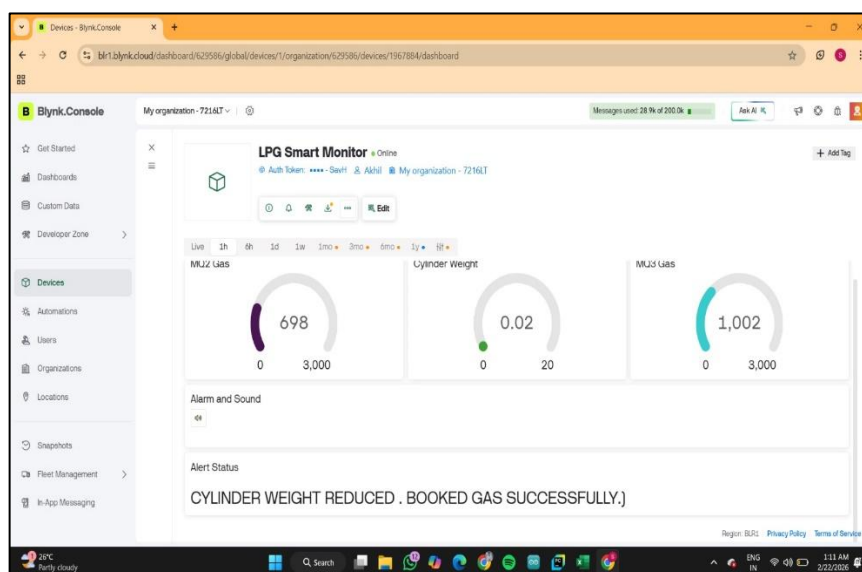 Devices - Blynk.Console
blr1.blynk.cloud/dashboard/629586/global/devices/1/organization/629586/devices/1967884/dashboard
B Blynk.Console
My organization - 7216LT
Messages used: 28.9k of 200.0k
Ask AI
Get Started
Dashboards
Custom Data
Developer Zone
Devices
Automations
Users
Organizations
Locations
Snapshots
Fleet Management
In-App Messaging
LPG Smart Monitor Online
Add Tag
Auth Token: •••• - SavH Akhil My organization - 7216LT
Edit
Live 1h 6h 1d 1w 1mo 3mo 6mo 1y
MQ2 Gas Cylinder Weight MQ3 Gas
698 0.02 1,002
0 3,000 0 20 0 3,000
Alarm and Sound
Alert Status
CYLINDER WEIGHT REDUCED . BOOKED GAS SUCCESSFULLY.)
Region: BLR1 Privacy Policy Terms of Service
26°C
Partly cloudy
Search
ENG
IN
1:11 AM
2/22/2026